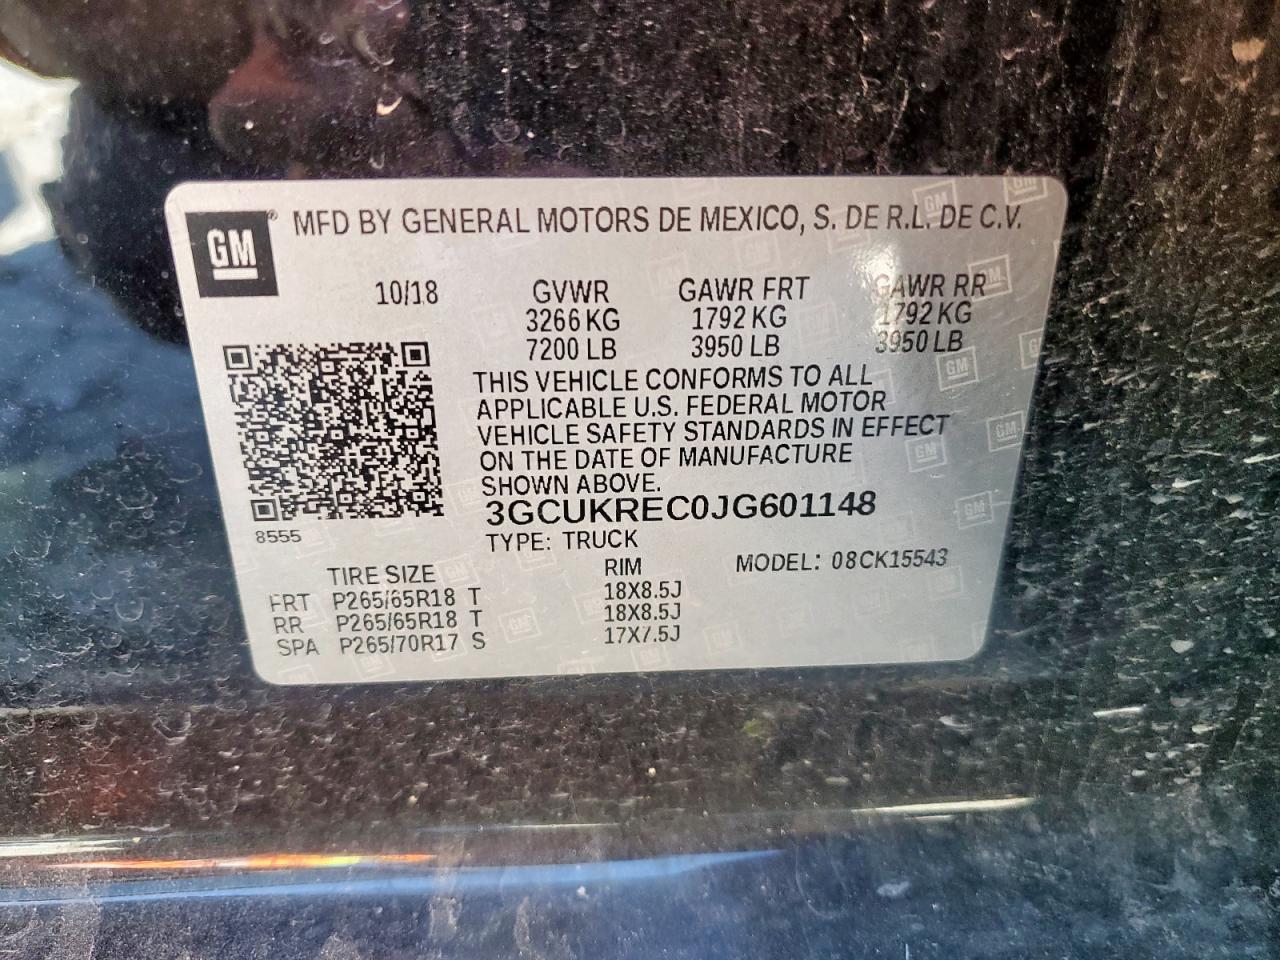 GM ® MFD BY GENERAL MOTORS DE MEXICO, S. DE R.L. DE C.V.
10/18 GVWR GAWR FRT GAWR RR
3266 KG 1792 KG 1792 KG
7200 LB 3950 LB 3950 LB
THIS VEHICLE CONFORMS TO ALL
APPLICABLE U.S. FEDERAL MOTOR
VEHICLE SAFETY STANDARDS IN EFFECT
ON THE DATE OF MANUFACTURE
SHOWN ABOVE.
3GCUKREC0JG601148
8555
TYPE: TRUCK
TIRE SIZE RIM MODEL: 08CK15543
FRT P265/65R18 T 18X8.5J
RR P265/65R18 T 18X8.5J
SPA P265/70R17 S 17X7.5J